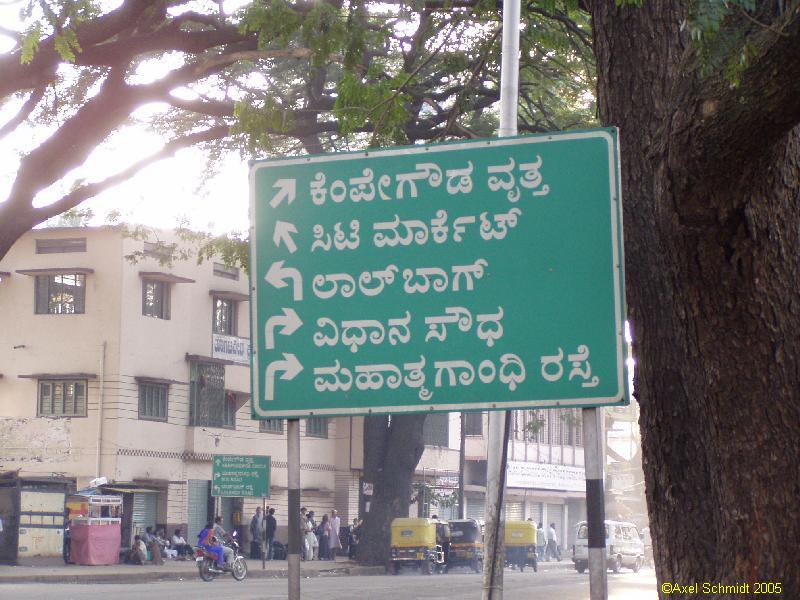 ಕೆಂಪೇಗೌಡ ವೃತ್ತ
ಸಿಟಿ ಮಾರ್ಕೆಟ್
ಲಾಲ್‌ಬಾಗ್
ವಿಧಾನ ಸೌಧ
ಮಹಾತ್ಮಗಾಂಧಿ ರಸ್ತೆ
©Axel Schmidt 2005